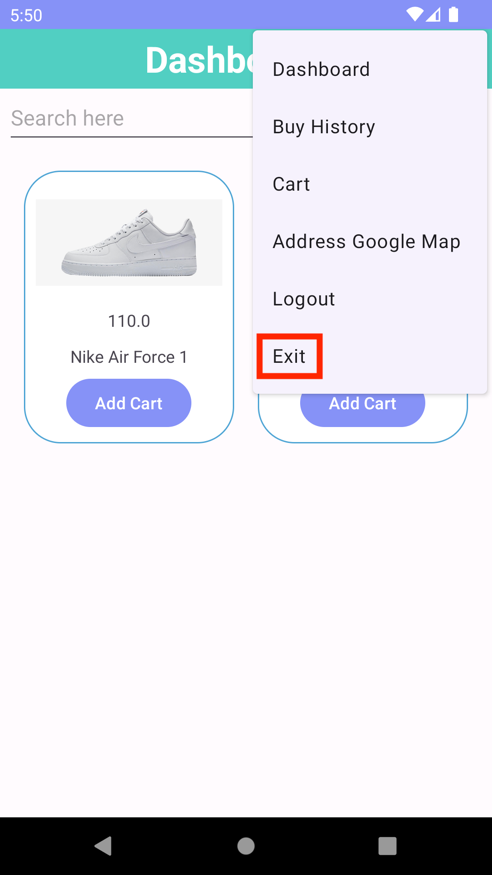 5:50
Dashbo
Dashboard
Search here
Buy History
Cart
Address Google Map
Logout
Exit
110.0
Nike Air Force 1
Add Cart
Add Cart